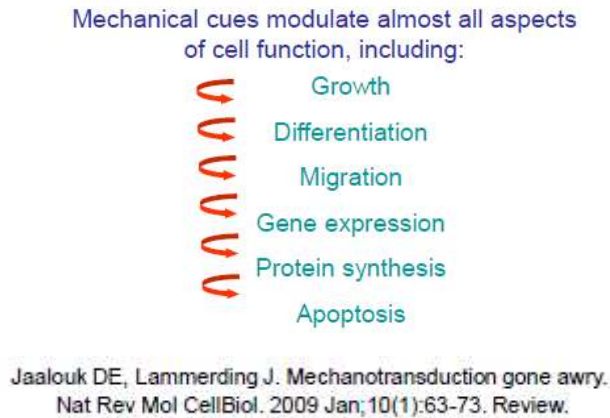 Mechanical cues modulate almost all aspects
of cell function, including:
Growth
Differentiation
Migration
Gene expression
Protein synthesis
Apoptosis
Jaalouk DE, Lammerding J. Mechanotransduction gone awry.
Nat Rev Mol CellBiol. 2009 Jan;10(1):63-73. Review.